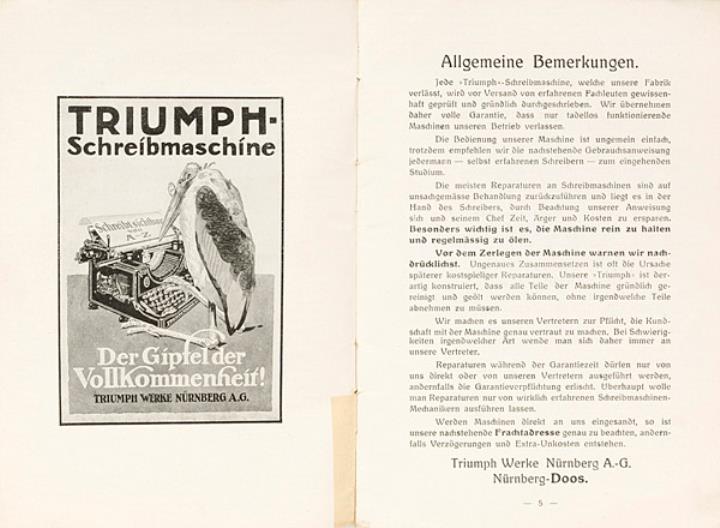 TRIUMPH-
Schreibmaschine
Schreibt sichtbar
von
A–Z
Der Gipfel der
Vollkommenheit!
TRIUMPH WERKE NÜRNBERG A.G.
Allgemeine Bemerkungen.
Jede »Triumph«-Schreibmaschine, welche unsere Fabrik
verlässt, wird vor Versand von erfahrenen Fachleuten gewissen-
haft geprüft und gründlich durchgeschrieben. Wir übernehmen
daher volle Garantie, dass nur tadellos funktionierende
Maschinen unseren Betrieb verlassen.
Die Bedienung unserer Maschine ist ungemein einfach,
trotzdem empfehlen wir die nachstehende Gebrauchsanweisung
jedermann — selbst erfahrenen Schreibern — zum eingehenden
Studium.
Die meisten Reparaturen an Schreibmaschinen sind auf
unsachgemässe Behandlung zurückzuführen und liegt es in der
Hand des Schreibers, durch Beachtung unserer Anweisung
sich und seinem Chef Zeit, Ärger und Kosten zu ersparen.
Besonders wichtig ist es, die Maschine rein zu halten
und regelmässig zu ölen.
Vor dem Zerlegen der Maschine warnen wir nach-
drücklichst. Ungenaues Zusammensetzen ist oft die Ursache
späterer kostspieliger Reparaturen. Unsere »Triumph« ist der-
artig konstruiert, dass alle Teile der Maschine gründlich ge-
reinigt und geölt werden können, ohne irgendwelche Teile
abnehmen zu müssen.
Wir machen es unseren Vertretern zur Pflicht, die Kund-
schaft mit der Maschine genau vertraut zu machen. Bei Schwierig-
keiten irgendwelcher Art wende man sich daher immer an
unsere Vertreter.
Reparaturen während der Garantiezeit dürfen nur von
uns direkt oder von unseren Vertretern ausgeführt werden,
andernfalls die Garantieverpflichtung erlischt. Überhaupt wolle
man Reparaturen nur von wirklich erfahrenen Schreibmaschinen-
Mechanikern ausführen lassen.
Werden Maschinen direkt an uns eingesandt, so ist
unsere nachstehende Frachtadresse genau zu beachten, andern-
falls Verzögerungen und Extra-Unkosten entstehen.
Triumph Werke Nürnberg A.-G.
Nürnberg-Doos.
— 5 —